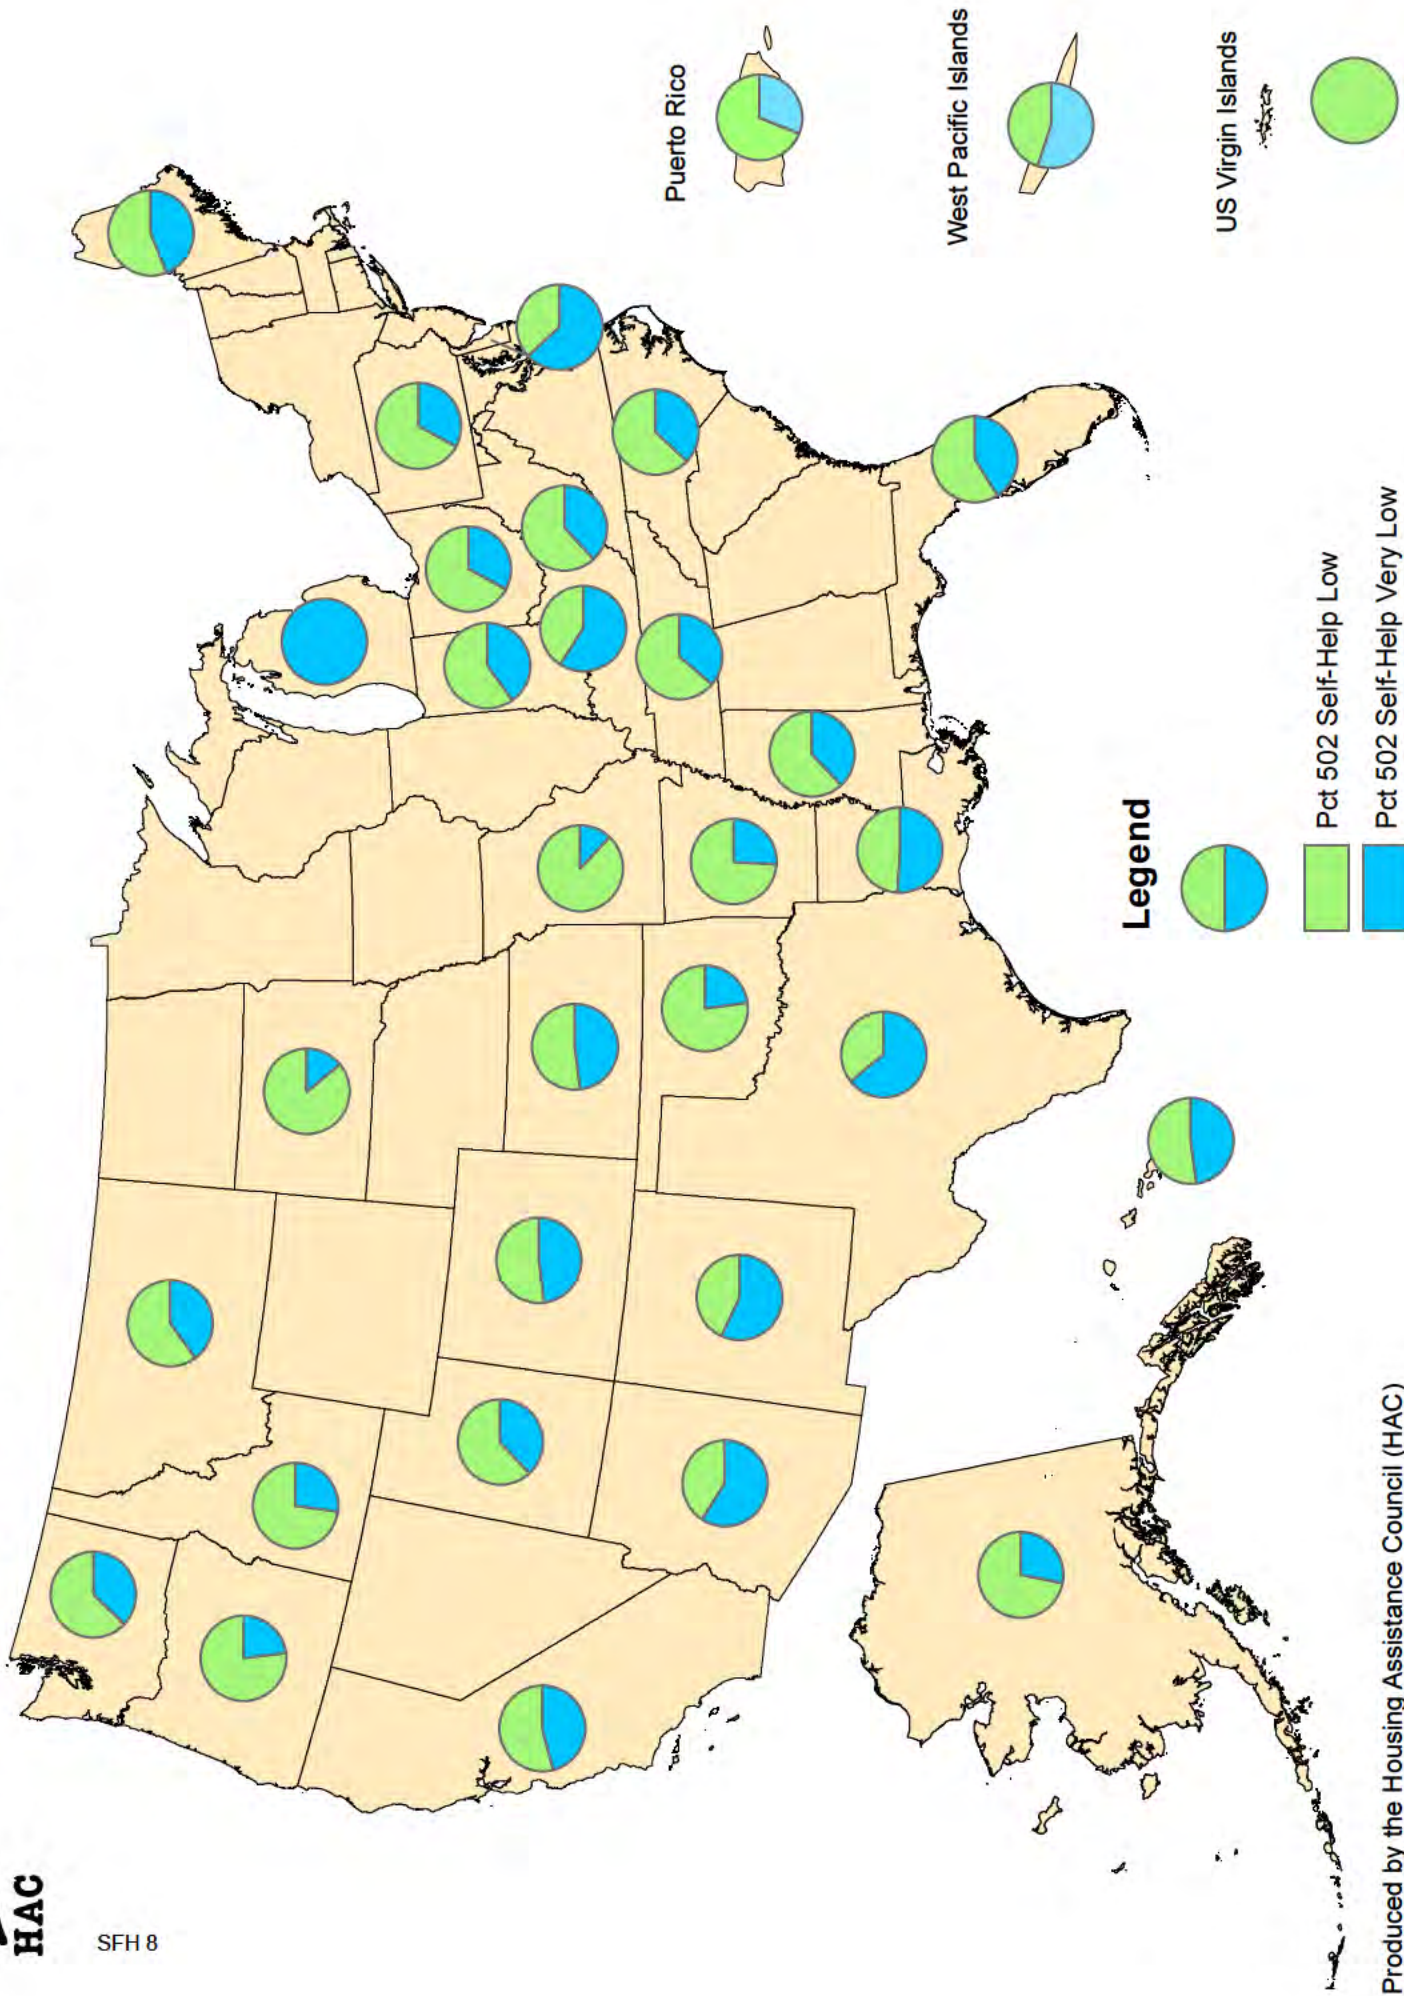 HAC
SFH 8
Puerto Rico
West Pacific Islands
US Virgin Islands
Legend
Pct 502 Self-Help Low
Pct 502 Self-Help Very Low
Produced by the Housing Assistance Council (HAC)